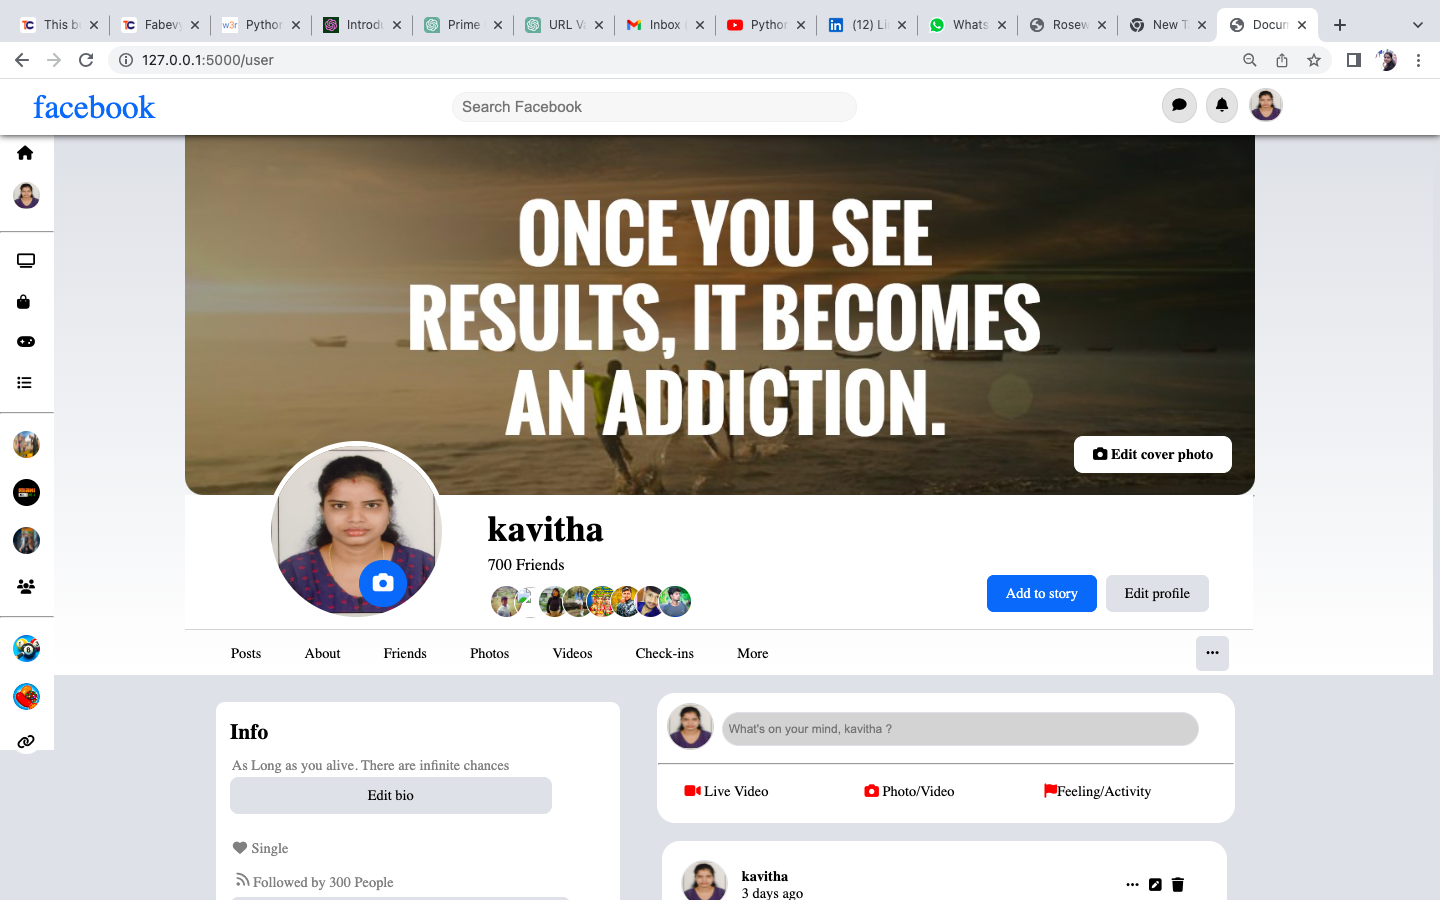 This b
Fabevy
w3r Python
Introdu
Prime
URL Va
Inbox
Python
(12) Li
Whats
Rosew
New T
Docum
127.0.0.1:5000/user
facebook
Search Facebook
ONCE YOU SEE
RESULTS, IT BECOMES
AN ADDICTION.
Edit cover photo
kavitha
700 Friends
Add to story
Edit profile
Posts
About
Friends
Photos
Videos
Check-ins
More
Info
As Long as you alive. There are infinite chances
Edit bio
Single
Followed by 300 People
What's on your mind, kavitha ?
Live Video
Photo/Video
Feeling/Activity
kavitha
3 days ago